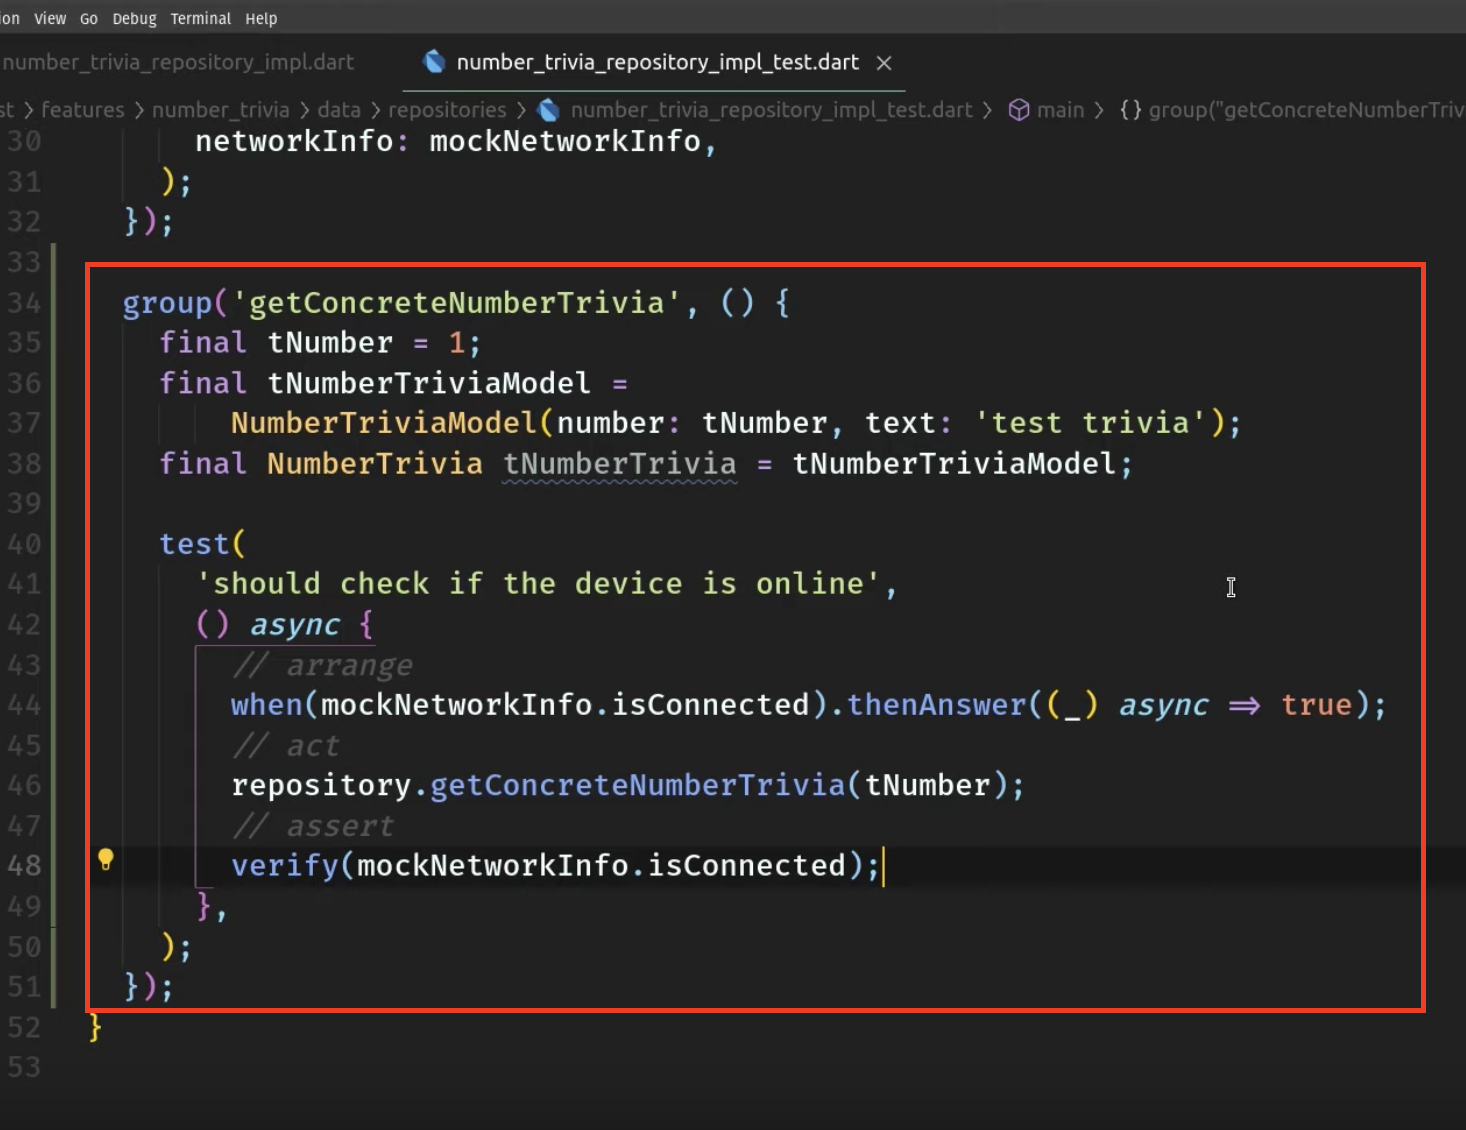 ion View Go Debug Terminal Help
number_trivia_repository_impl.dart number_trivia_repository_impl_test.dart ×
st > features > number_trivia > data > repositories > number_trivia_repository_impl_test.dart > main > {} group("getConcreteNumberTriv
30 networkInfo: mockNetworkInfo,
31 );
32 });
33
34 group('getConcreteNumberTrivia', () {
35 final tNumber = 1;
36 final tNumberTriviaModel =
37 NumberTriviaModel(number: tNumber, text: 'test trivia');
38 final NumberTrivia tNumberTrivia = tNumberTriviaModel;
39
40 test(
41 'should check if the device is online',
42 () async {
43 // arrange
44 when(mockNetworkInfo.isConnected).thenAnswer((_) async => true);
45 // act
46 repository.getConcreteNumberTrivia(tNumber);
47 // assert
48 verify(mockNetworkInfo.isConnected);
49 },
50 );
51 });
52 }
53